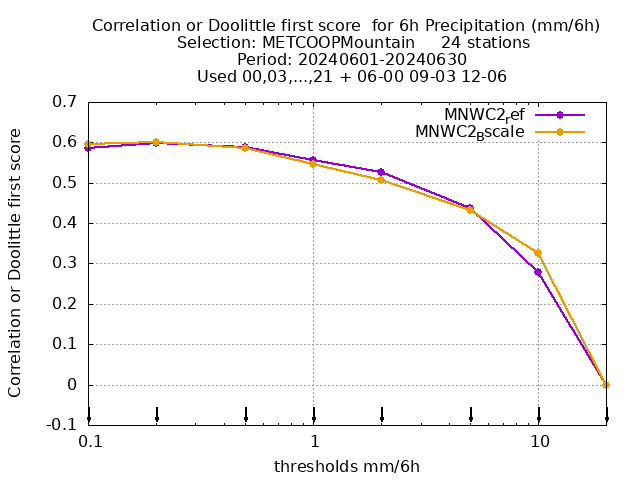 Correlation or Doolittle first score  for 6h Precipitation (mm/6h)
Selection: METCOOPMountain     24 stations
Period: 20240601-20240630
Used 00,03,...,21 + 06-00 09-03 12-06
MNWC2ref
MNWC2Bscale
Correlation or Doolittle first score
0.7
0.6
0.5
0.4
0.3
0.2
0.1
0
-0.1
0.1 1 10
thresholds mm/6h